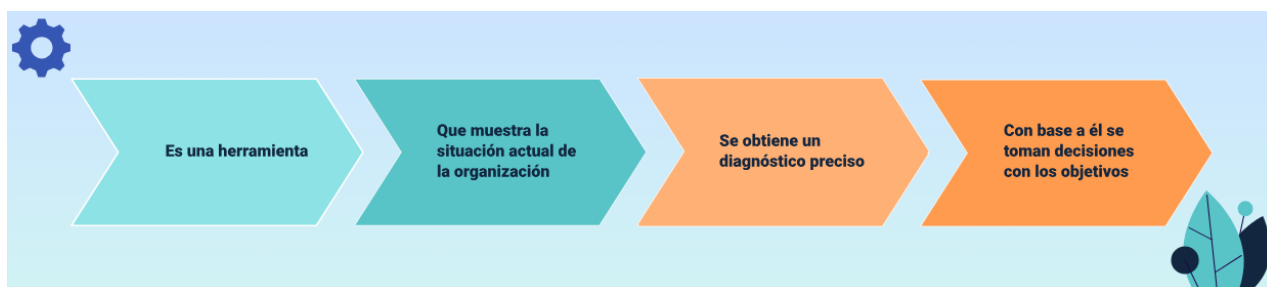 Es una herramienta
Que muestra la
situación actual de
la organización
Se obtiene un
diagnóstico preciso
Con base a él se
toman decisiones
con los objetivos